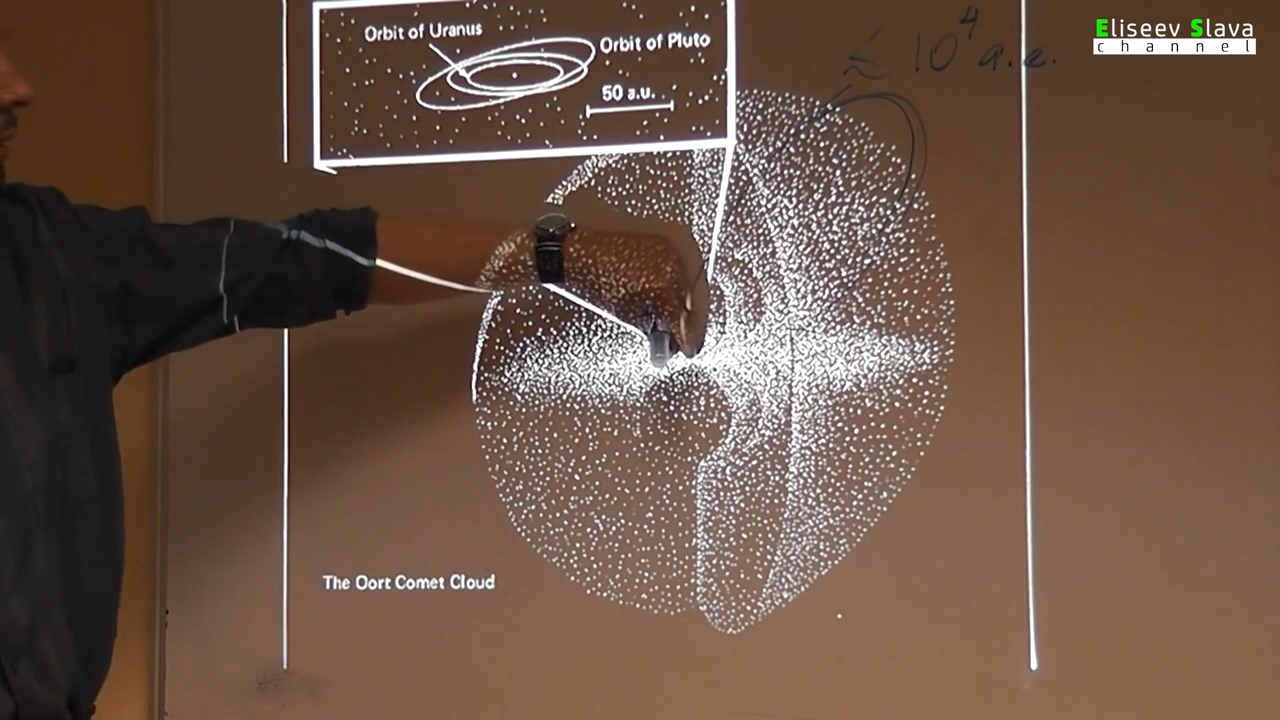 Eliseev Slava
channel
≲ 10⁴ а.е.
Orbit of Uranus
Orbit of Pluto
50 a.u.
The Oort Comet Cloud